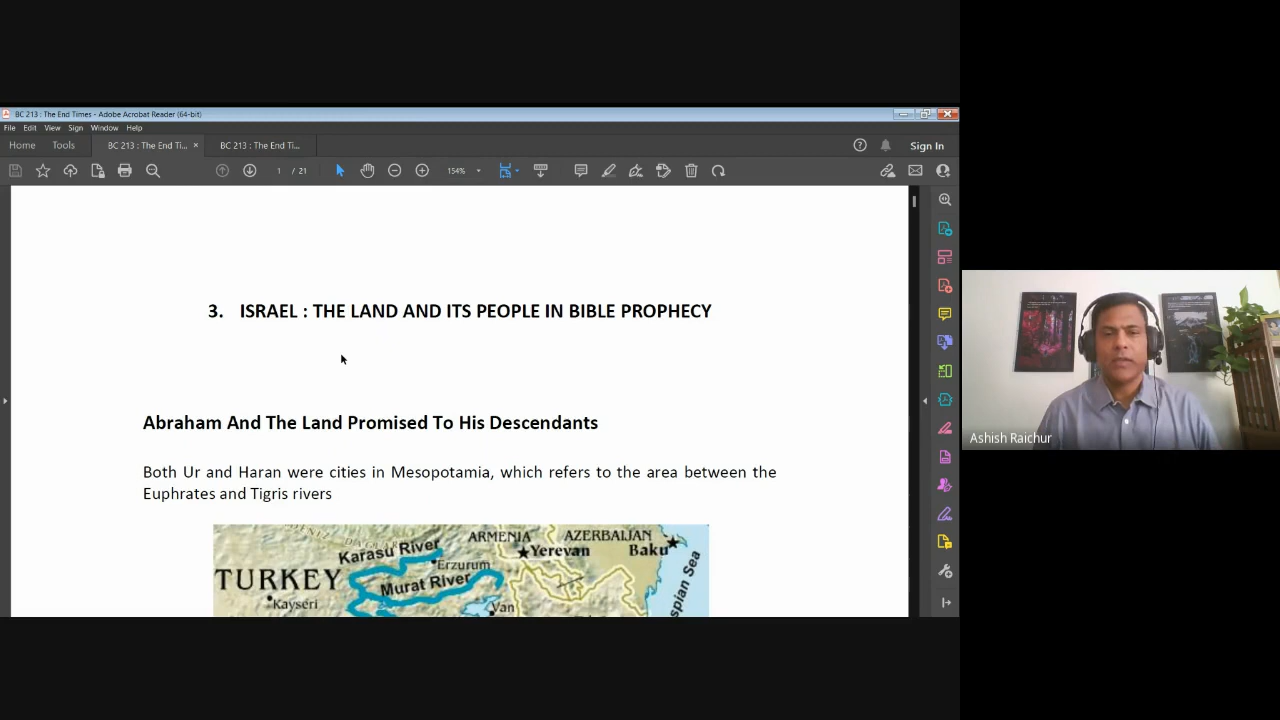 BC 213 : The End Times - Adobe Acrobat Reader (64-bit)
File Edit View Sign Window Help
Home Tools BC 213 : The End Ti... × BC 213 : The End Ti... Sign In
1 / 21 154%
3. ISRAEL : THE LAND AND ITS PEOPLE IN BIBLE PROPHECY
Abraham And The Land Promised To His Descendants
Both Ur and Haran were cities in Mesopotamia, which refers to the area between the
Euphrates and Tigris rivers
ARMENIA AZERBAIJAN
Karasu River Yerevan Baku
Erzurum
TURKEY Murat River
Kayseri Van
spian Sea
Ashish Raichur